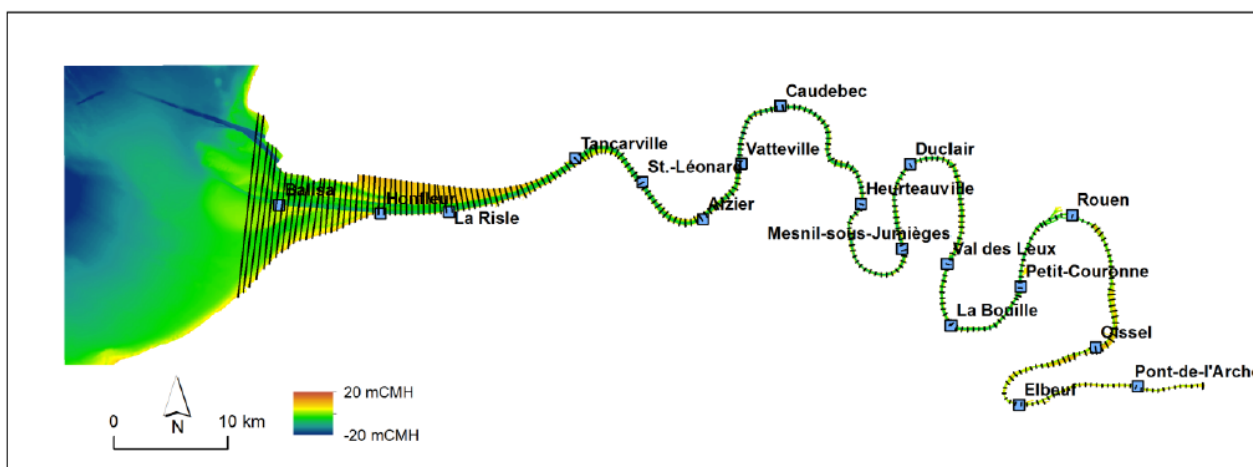 Caudebec
Tancarville
Vatteville
Duclair
St.-Léonard
Balisa
Honfleur
Heurteauville
La Risle
Aizier
Rouen
Mesnil-sous-Jumièges
Val des Leux
Petit-Couronne
La Bouille
Oissel
Pont-de-l'Arche
Elbeuf
20 mCMH
-20 mCMH
0
10 km
N